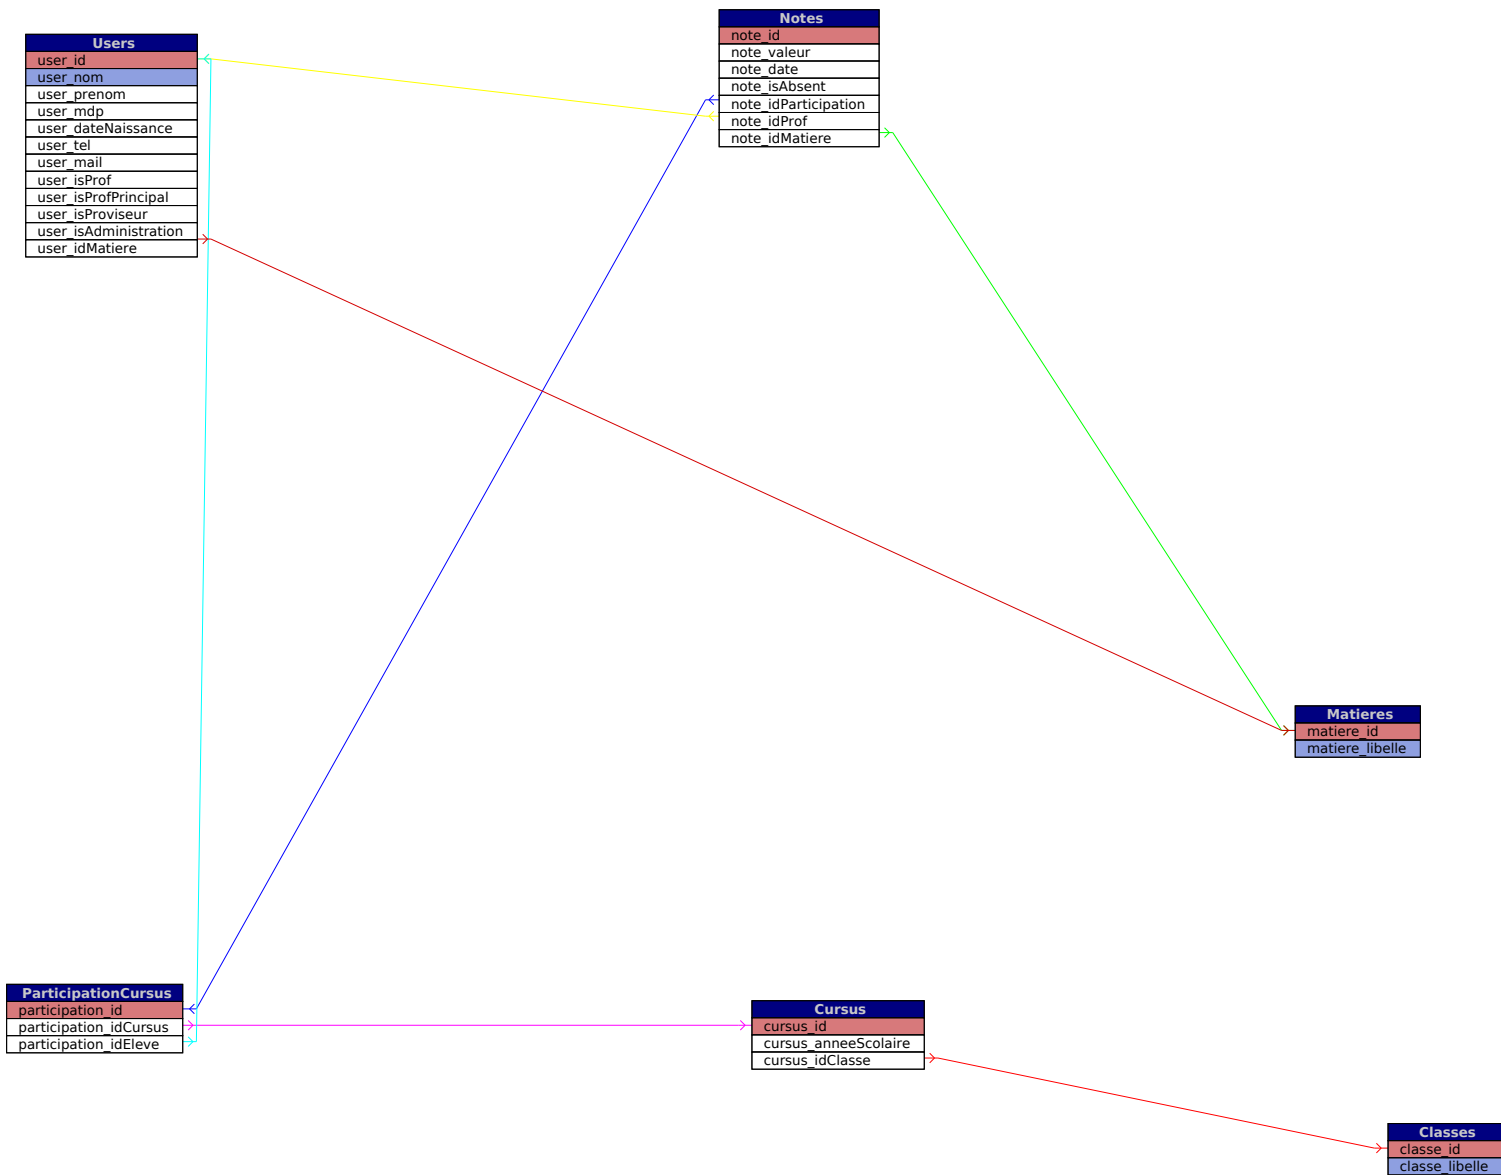 Notes
note_id
note_valeur
note_date
note_isAbsent
note_idParticipation
note_idProf
note_idMatiere
Users
user_id
user_nom
user_prenom
user_mdp
user_dateNaissance
user_tel
user_mail
user_isProf
user_isProfPrincipal
user_isProviseur
user_isAdministration
user_idMatiere
Matieres
matiere_id
matiere_libelle
ParticipationCursus
participation_id
participation_idCursus
participation_idEleve
Cursus
cursus_id
cursus_anneeScolaire
cursus_idClasse
Classes
classe_id
classe_libelle